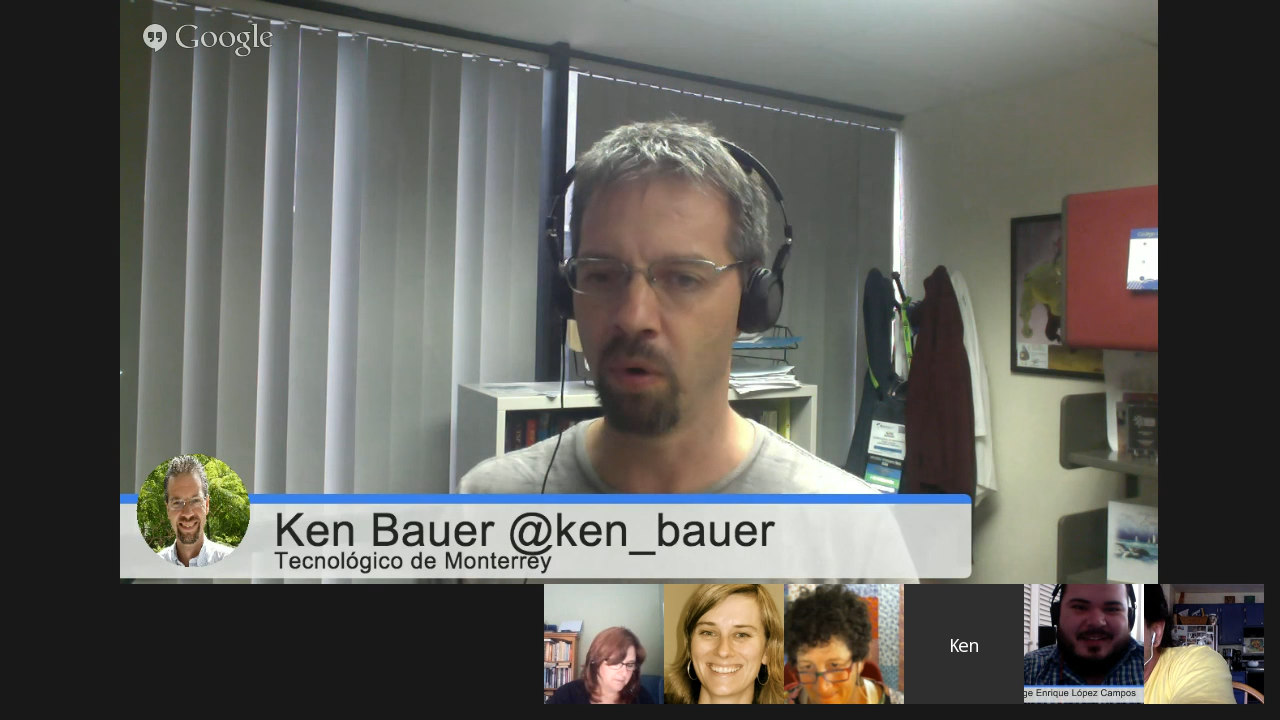 Google
Ken Bauer @ken_bauer
Tecnológico de Monterrey
Ken
ge Enrique López Campos